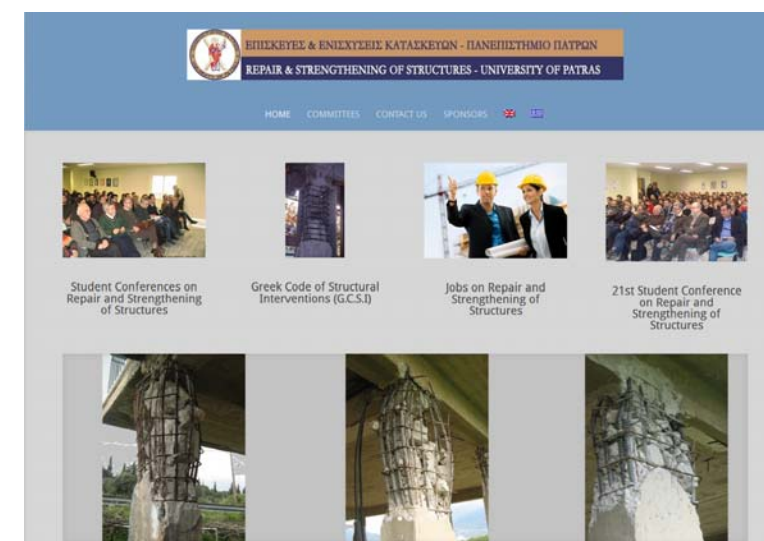 ΕΠΙΣΚΕΥΕΣ & ΕΝΙΣΧΥΣΕΙΣ ΚΑΤΑΣΚΕΥΩΝ - ΠΑΝΕΠΙΣΤΗΜΙΟ ΠΑΤΡΩΝ
REPAIR & STRENGTHENING OF STRUCTURES - UNIVERSITY OF PATRAS
HOME COMMITTEES CONTACT US SPONSORS
Student Conferences on
Repair and Strengthening
of Structures
Greek Code of Structural
Interventions (G.C.S.I)
Jobs on Repair and
Strengthening of
Structures
21st Student Conference
on Repair and
Strengthening of
Structures